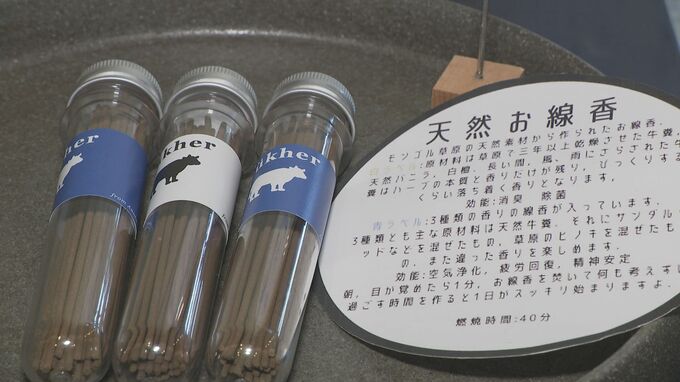 ikher
ikher
ikher
天然お線香
モンゴル草原の天然素材から作られたお線香.
原材料は草原で三年以上乾燥させた牛糞,
天然バニラ, 白檀、長い間, 風、雨にさらされた牛
糞はハーブの本質と香りだけが残り, びっくりする
くらい落ち着く香りとなります。
効能:消臭 除菌
青ラベル:3種類の香りの線香が入っています.
3種類とも主な原材料は天然牛糞. それにサンダル
ッドなどを混ぜたもの, 草原のヒノキを混ぜたも
の, また違った香りを楽しめます.
効能:空気浄化, 疲労回復, 精神安定
朝, 目が覚めたら1分, お線香を焚いて何も考えず
過ごす時間を作ると1日がスッキリ始まりますよ.
燃焼時間:40分